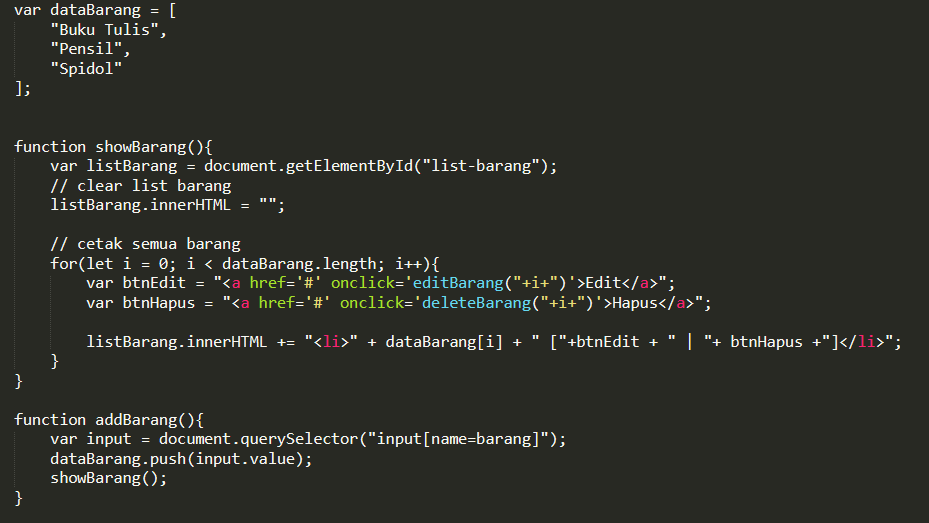 var dataBarang = [
    "Buku Tulis",
    "Pensil",
    "Spidol"
];
function showBarang(){
    var listBarang = document.getElementById("list-barang");
    // clear list barang
    listBarang.innerHTML = "";
    // cetak semua barang
    for(let i = 0; i < dataBarang.length; i++){
        var btnEdit = "<a href='#' onclick='editBarang("+i+")'>Edit</a>";
        var btnHapus = "<a href='#' onclick='deleteBarang("+i+")'>Hapus</a>";
        listBarang.innerHTML += "<li>" + dataBarang[i] + " ["+btnEdit + " | "+ btnHapus +"]</li>";
    }
}
function addBarang(){
    var input = document.querySelector("input[name=barang]");
    dataBarang.push(input.value);
    showBarang();
}